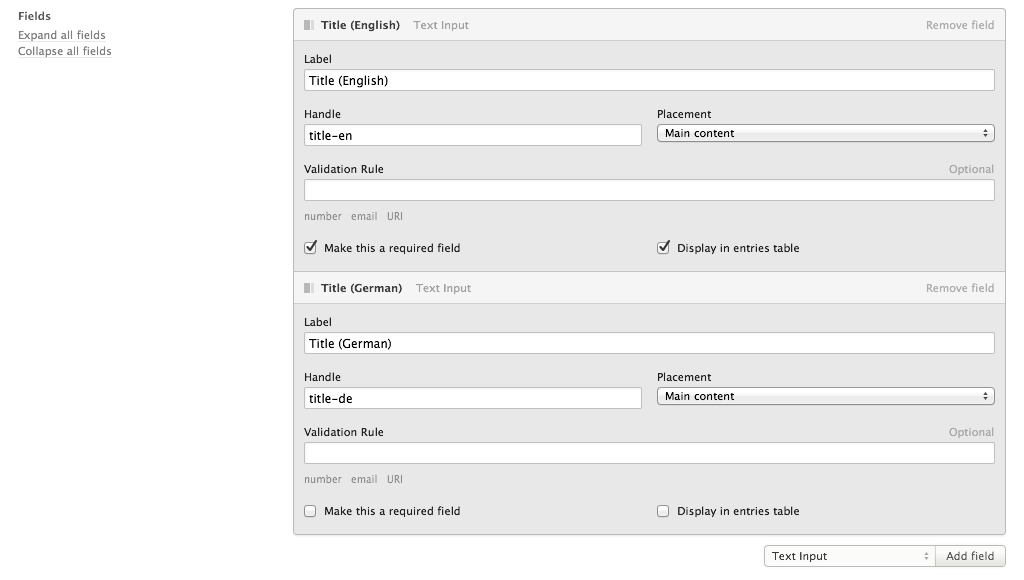 Fields
Expand all fields
Collapse all fields
Title (English) Text Input Remove field
Label
Title (English)
Handle Placement
title-en Main content
Validation Rule Optional
number email URI
Make this a required field Display in entries table
Title (German) Text Input Remove field
Label
Title (German)
Handle Placement
title-de Main content
Validation Rule Optional
number email URI
Make this a required field Display in entries table
Text Input Add field